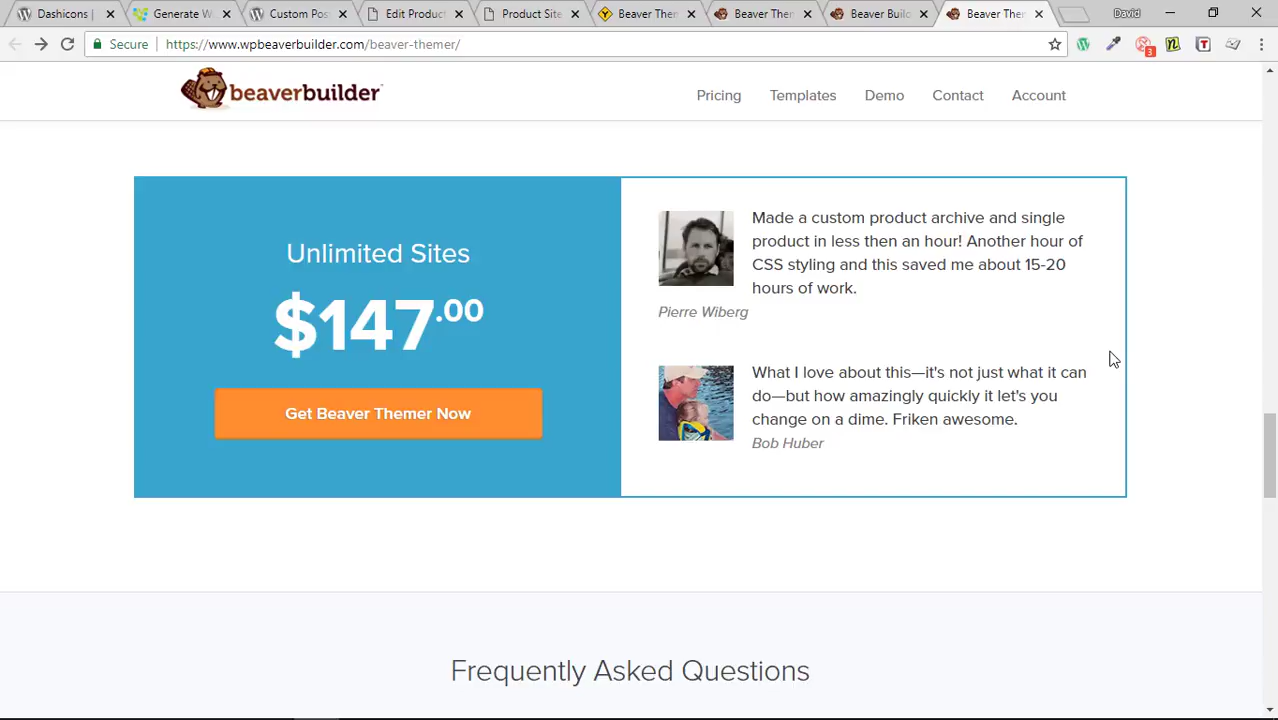 Dashicons |
Generate W
Custom Pos
Edit Product
Product Site
Beaver Them
Beaver Them
Beaver Build
Beaver Them
David
Secure
https://www.wpbeaverbuilder.com/beaver-themer/
3
beaverbuilder
Pricing
Templates
Demo
Contact
Account
Unlimited Sites
$147.00
Get Beaver Themer Now
Made a custom product archive and single
product in less then an hour! Another hour of
CSS styling and this saved me about 15-20
hours of work.
Pierre Wiberg
What I love about this—it's not just what it can
do—but how amazingly quickly it let's you
change on a dime. Friken awesome.
Bob Huber
Frequently Asked Questions